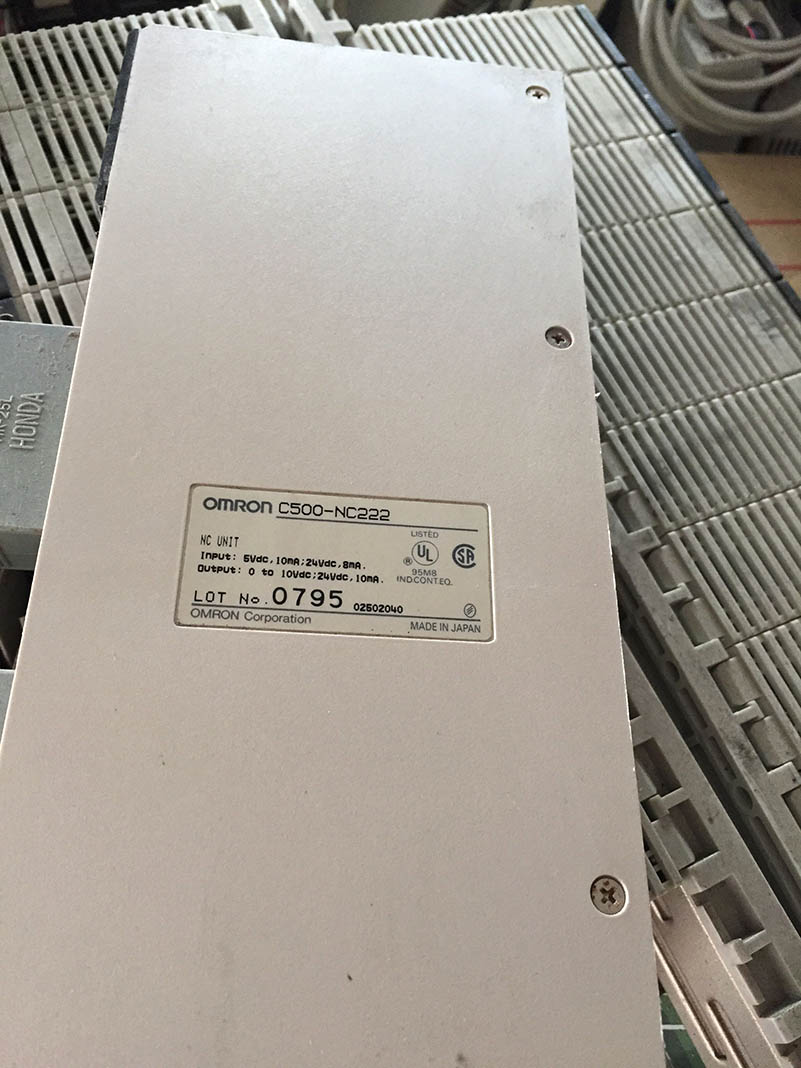 HONDA
OMRON C500-NC222
NC UNIT
Input: 5Vdc,10mA;24Vdc,8mA.
Output: 0 to 10Vdc;24Vdc,10mA.
LISTED
® UL
95M8
IND.CONT.EQ.
SA
LOT No. 0795 02502040
OMRON Corporation
MADE IN JAPAN